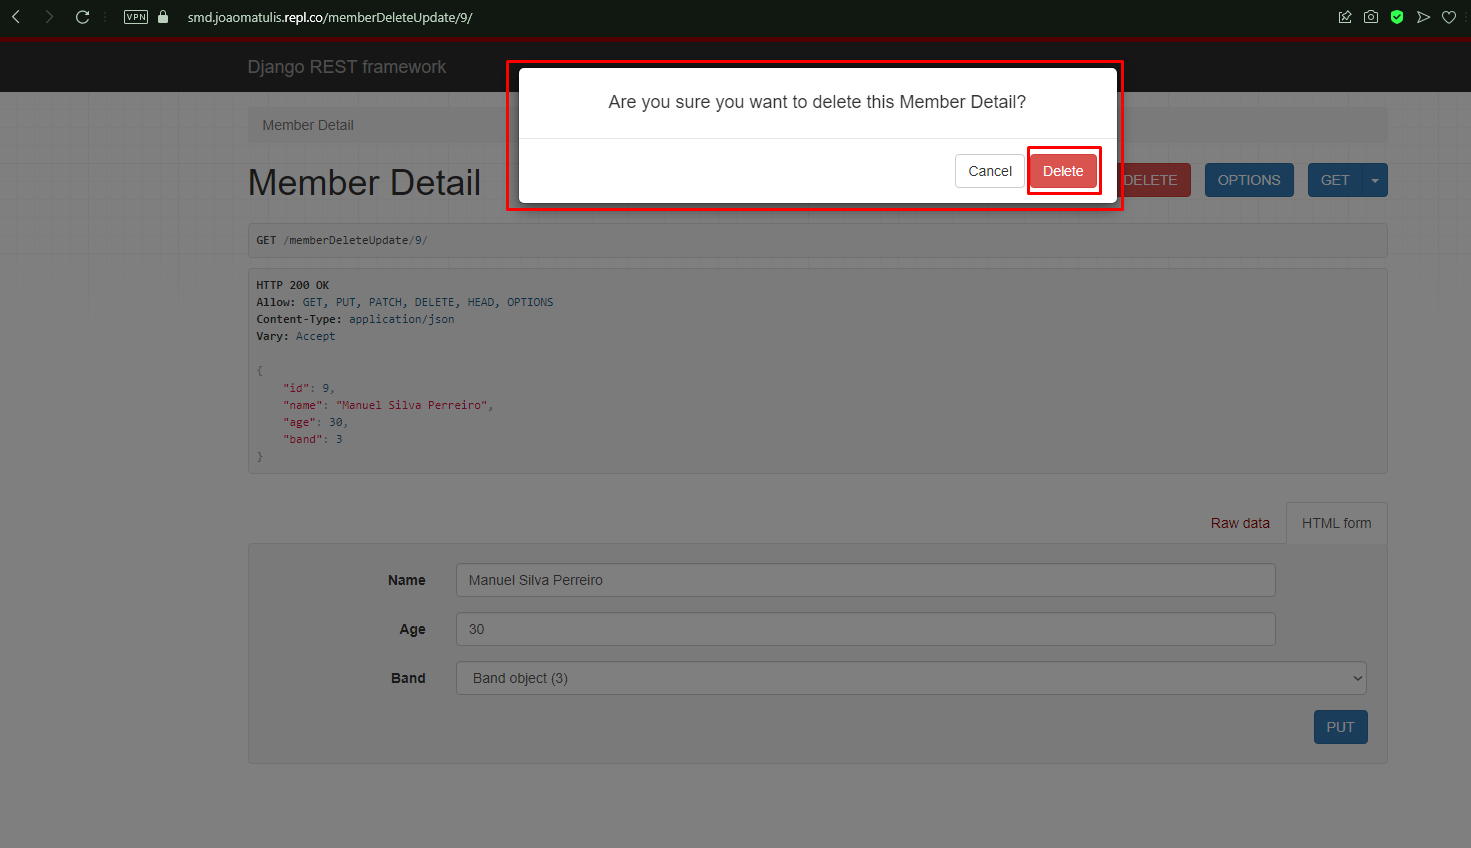 VPN smd.joaomatulis.repl.co/memberDeleteUpdate/9/
Django REST framework
Are you sure you want to delete this Member Detail?
Cancel Delete
Member Detail
Member Detail
DELETE OPTIONS GET
GET /memberDeleteUpdate/9/
HTTP 200 OK
Allow: GET, PUT, PATCH, DELETE, HEAD, OPTIONS
Content-Type: application/json
Vary: Accept
{
"id": 9,
"name": "Manuel Silva Perreiro",
"age": 30,
"band": 3
}
Raw data HTML form
Name Manuel Silva Perreiro
Age 30
Band Band object (3)
PUT